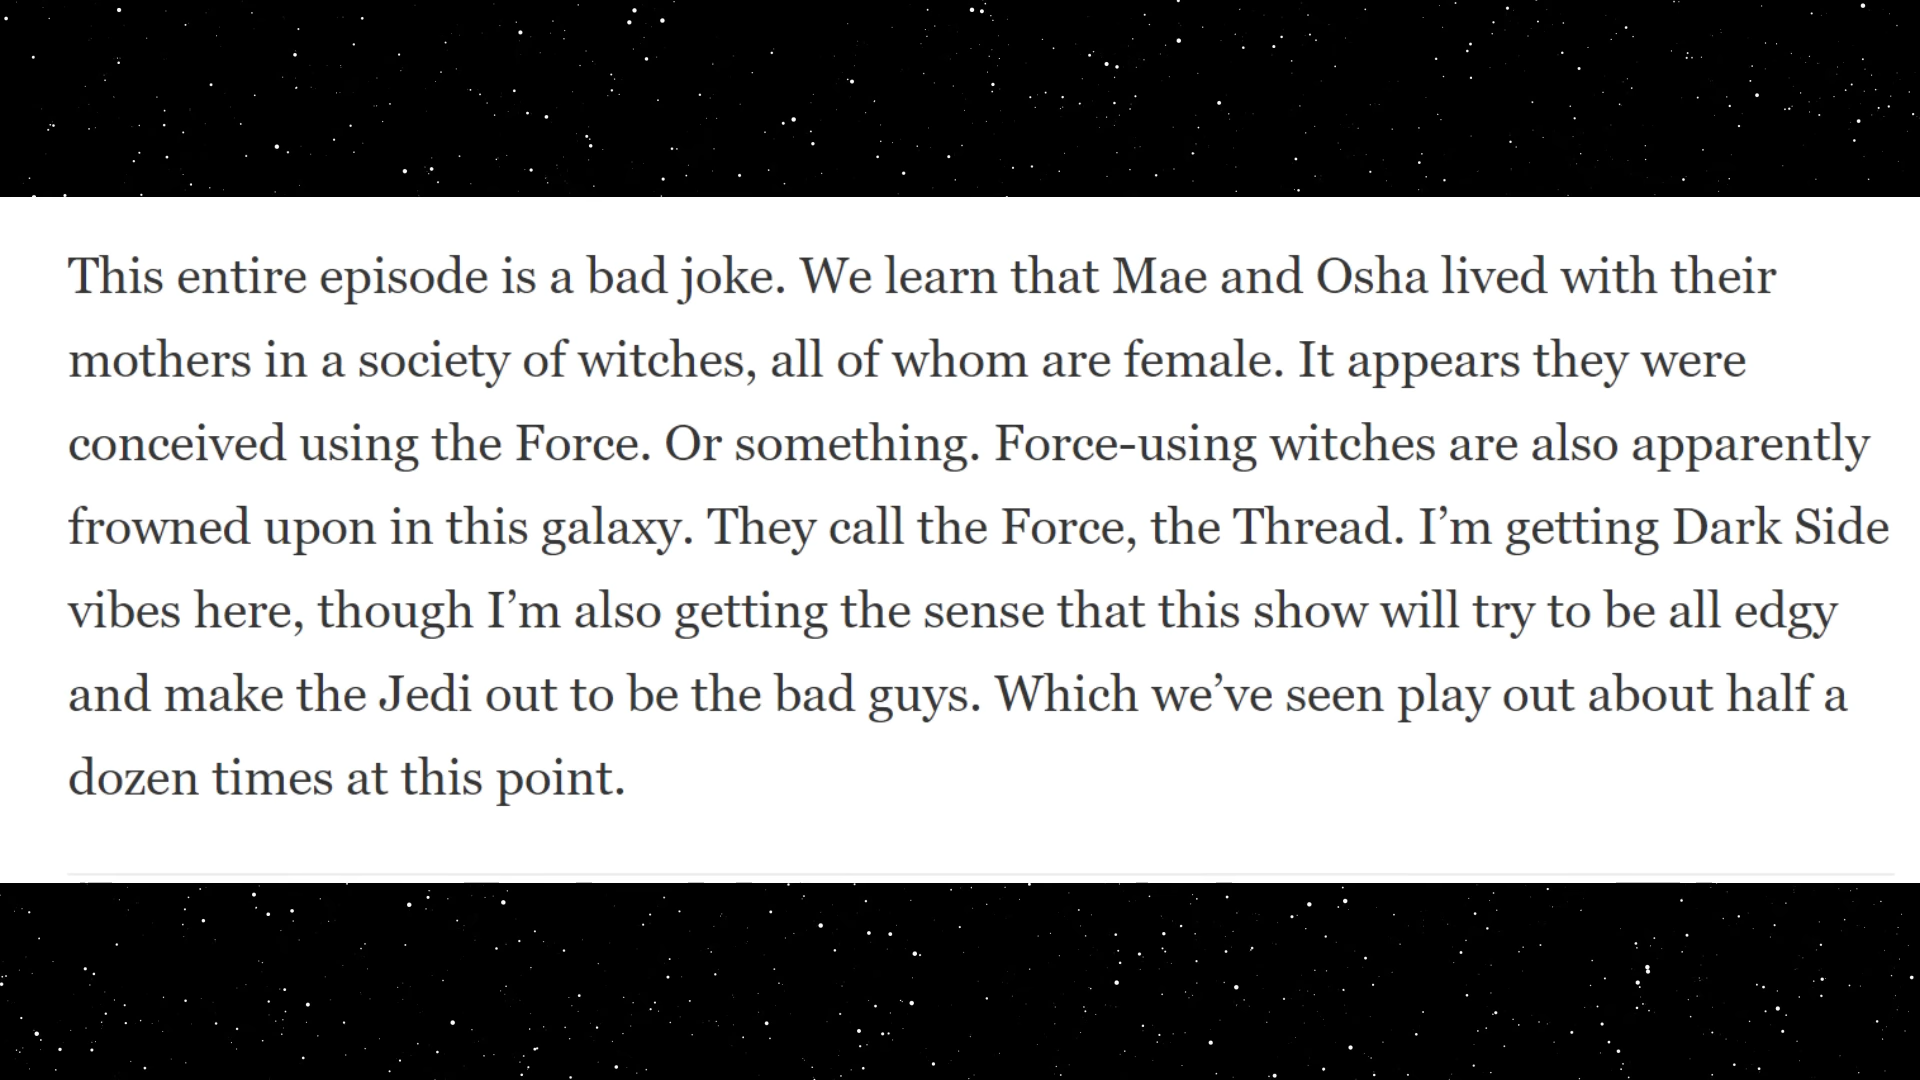 This entire episode is a bad joke. We learn that Mae and Osha lived with their
mothers in a society of witches, all of whom are female. It appears they were
conceived using the Force. Or something. Force-using witches are also apparently
frowned upon in this galaxy. They call the Force, the Thread. I’m getting Dark Side
vibes here, though I’m also getting the sense that this show will try to be all edgy
and make the Jedi out to be the bad guys. Which we’ve seen play out about half a
dozen times at this point.